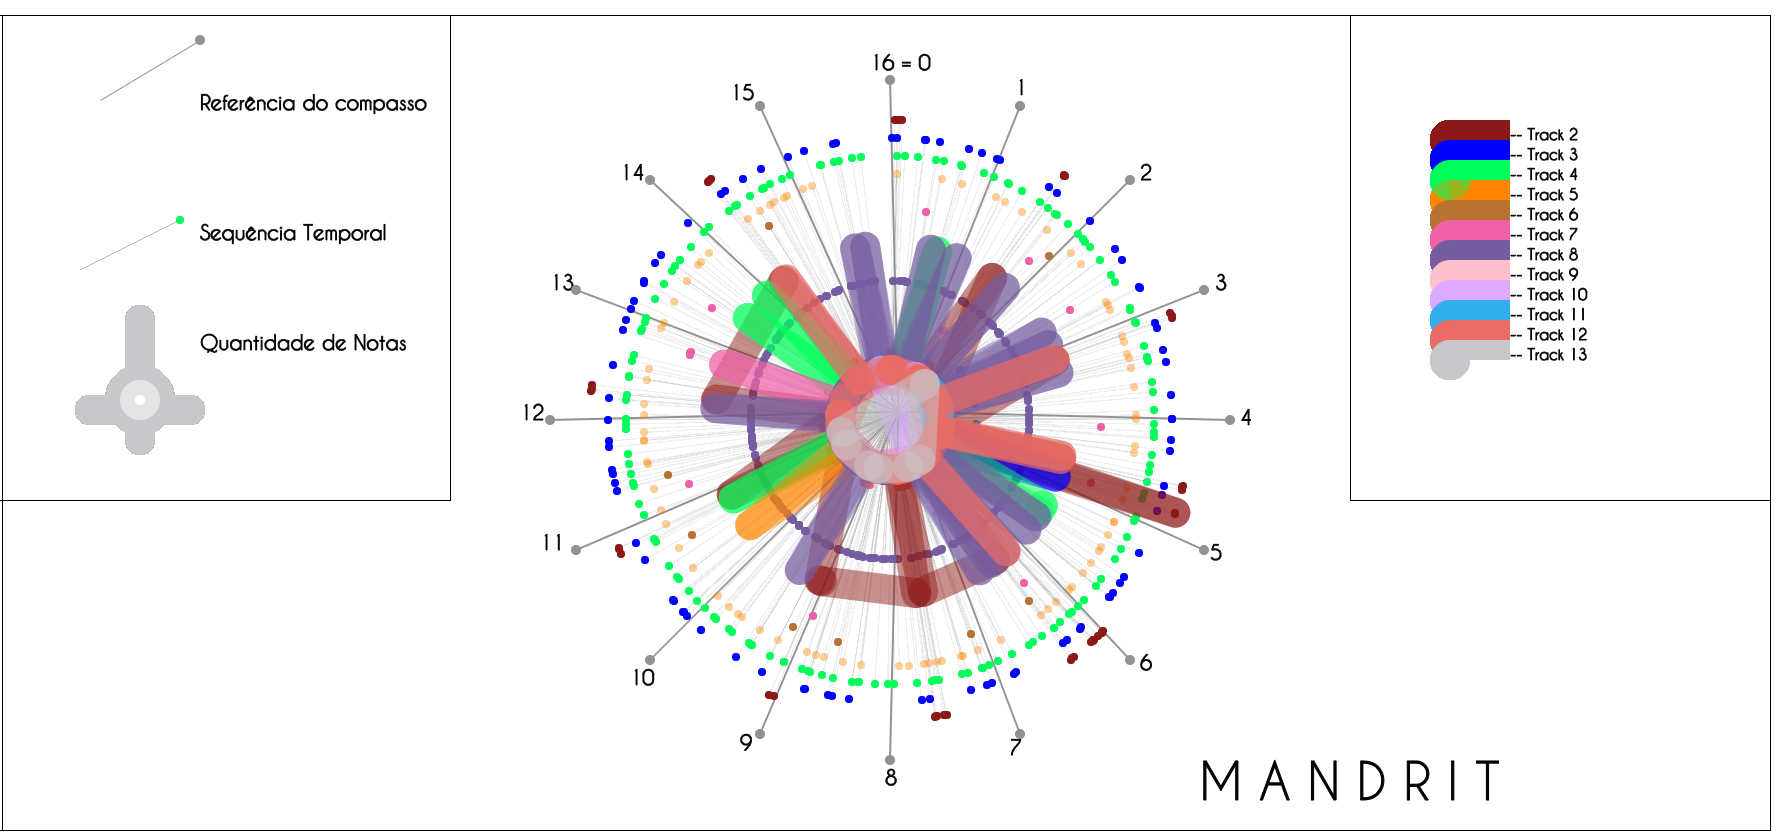 Referência do compasso
Sequência Temporal
Quantidade de Notas
16 = 0
1
2
3
4
5
6
7
8
9
10
11
12
13
14
15
-- Track 2
-- Track 3
-- Track 4
-- Track 5
-- Track 6
-- Track 7
-- Track 8
-- Track 9
-- Track 10
-- Track 11
-- Track 12
-- Track 13
MANDRIT